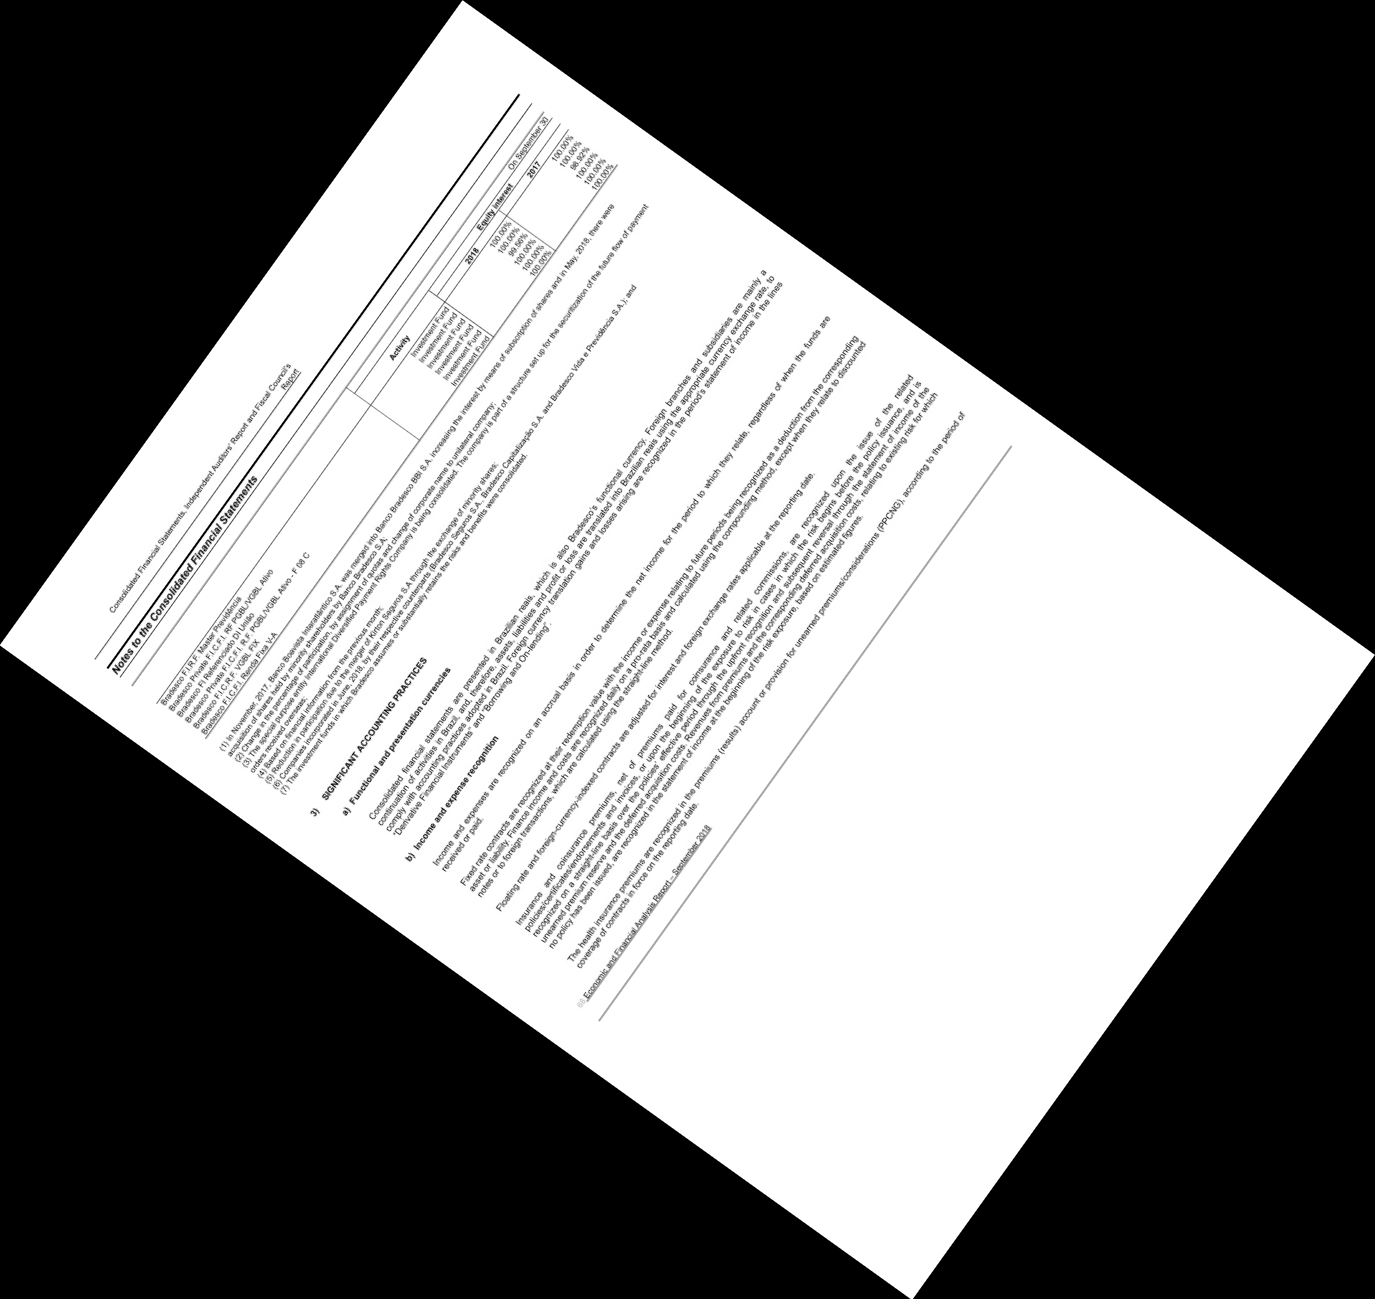 Consolidated Financial Statements, Independent Auditors' Report and Fiscal Council's
Report
Notes to the Consolidated Financial Statements
On September 30
Activity Equity interest
2018 2017
Bradesco F.I.R.F. Master Previdência Investment Fund 100.00% 100.00%
Bradesco Private F.I.C.F.I. RF PGBL/VGBL Ativo Investment Fund 100.00% 100.00%
Bradesco FI Referenciado DI União Investment Fund 99.56% 98.92%
Bradesco Private F.I.C.F.I. R.F. PGBL/VGBL Ativo - F 08 C Investment Fund 100.00% 100.00%
Bradesco F.I.C.R.F. VGBL FIX Investment Fund 100.00% 100.00%
Bradesco F.I.C.F.I. Renda Fixa V-A Investment Fund 100.00% 100.00%
(1) In November, 2017, Banco Boavista Interatlântico S.A. was merged into Banco Bradesco BBI S.A. increasing the interest by means of subscription of shares and in May, 2018, there were
acquisition of shares held by minority shareholders by Banco Bradesco S.A;
(2) Change in the percentage of participation, by assignment of quotas and change of corporate name to unilateral company;
(3) The special purpose entity International Diversified Payment Rights Company is being consolidated. The company is part of a structure set up for the securitization of the future flow of payment
orders received overseas;
(4) Based on financial information from the previous month;
(5) Reduction in participation due to the merger of Kirton Seguros S.A through the exchange of minority shares;
(6) Companies incorporated in June 2018, by their respective counterparts (Bradesco Seguros S.A., Bradesco Capitalização S.A. and Bradesco Vida e Previdência S.A.); and
(7) The investment funds in which Bradesco assumes or substantially retains the risks and benefits were consolidated.
3) SIGNIFICANT ACCOUNTING PRACTICES
a) Functional and presentation currencies
Consolidated financial statements are presented in Brazilian reais, which is also Bradesco's functional currency. Foreign branches and subsidiaries are mainly a
continuation of activities in Brazil, and, therefore, assets, liabilities and profit or loss are translated into Brazilian reais using the appropriate currency exchange rate, to
comply with accounting practices adopted in Brazil. Foreign currency translation gains and losses arising are recognized in the period's statement of income in the lines
"Derivative Financial Instruments" and "Borrowing and On-lending".
b) Income and expense recognition
Income and expenses are recognized on an accrual basis in order to determine the net income for the period to which they relate, regardless of when the funds are
received or paid.
Fixed rate contracts are recognized at their redemption value with the income or expense relating to future periods being recognized as a deduction from the corresponding
asset or liability. Finance income and costs are recognized daily on a pro-rata basis and calculated using the compounding method, except when they relate to discounted
notes or to foreign transactions, which are calculated using the straight-line method.
Floating rate and foreign-currency-indexed contracts are adjusted for interest and foreign exchange rates applicable at the reporting date.
Insurance and coinsurance premiums, net of premiums paid for coinsurance and related commissions, are recognized upon the issue of the related
policies/certificates/endorsements and invoices, or upon the beginning of the exposure to risk in cases in which the risk begins before the policy issuance, and is
recognized on a straight-line basis over the policies' effective period through the upfront recognition and subsequent reversal through the statement of income of the
unearned premium reserve and the deferred acquisition costs. Revenues from premiums and the corresponding deferred acquisition costs, relating to existing risk for which
no policy has been issued, are recognized in the statement of income at the beginning of the risk exposure, based on estimated figures.
The health insurance premiums are recognized in the premiums (results) account or provision for unearned premiums/considerations (PPCNG), according to the period of
coverage of contracts in force on the reporting date.
68 Economic and Financial Analysis Report – September 2018